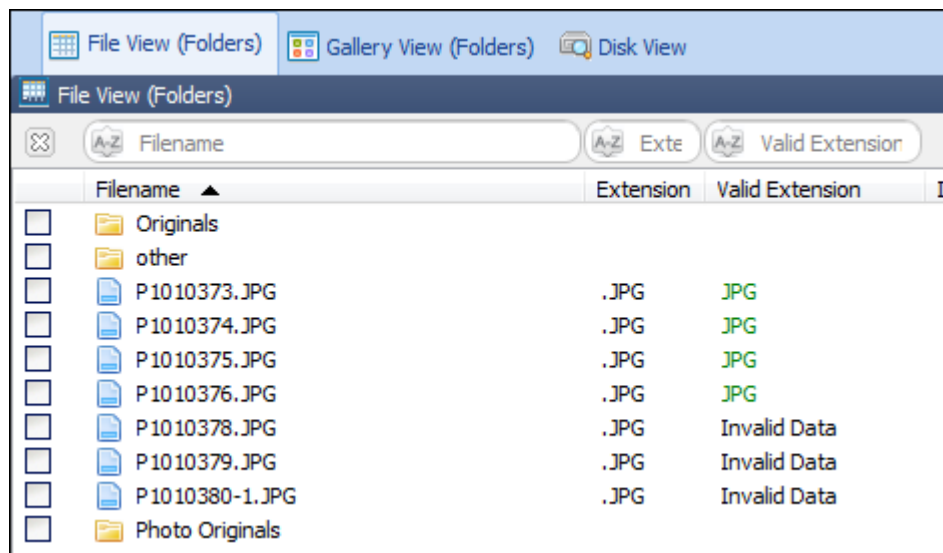 File View (Folders) Gallery View (Folders) Disk View
File View (Folders)
A-Z Filename A-Z Exte A-Z Valid Extension
Filename Extension Valid Extension
Originals
other
P1010373.JPG .JPG JPG
P1010374.JPG .JPG JPG
P1010375.JPG .JPG JPG
P1010376.JPG .JPG JPG
P1010378.JPG .JPG Invalid Data
P1010379.JPG .JPG Invalid Data
P1010380-1.JPG .JPG Invalid Data
Photo Originals